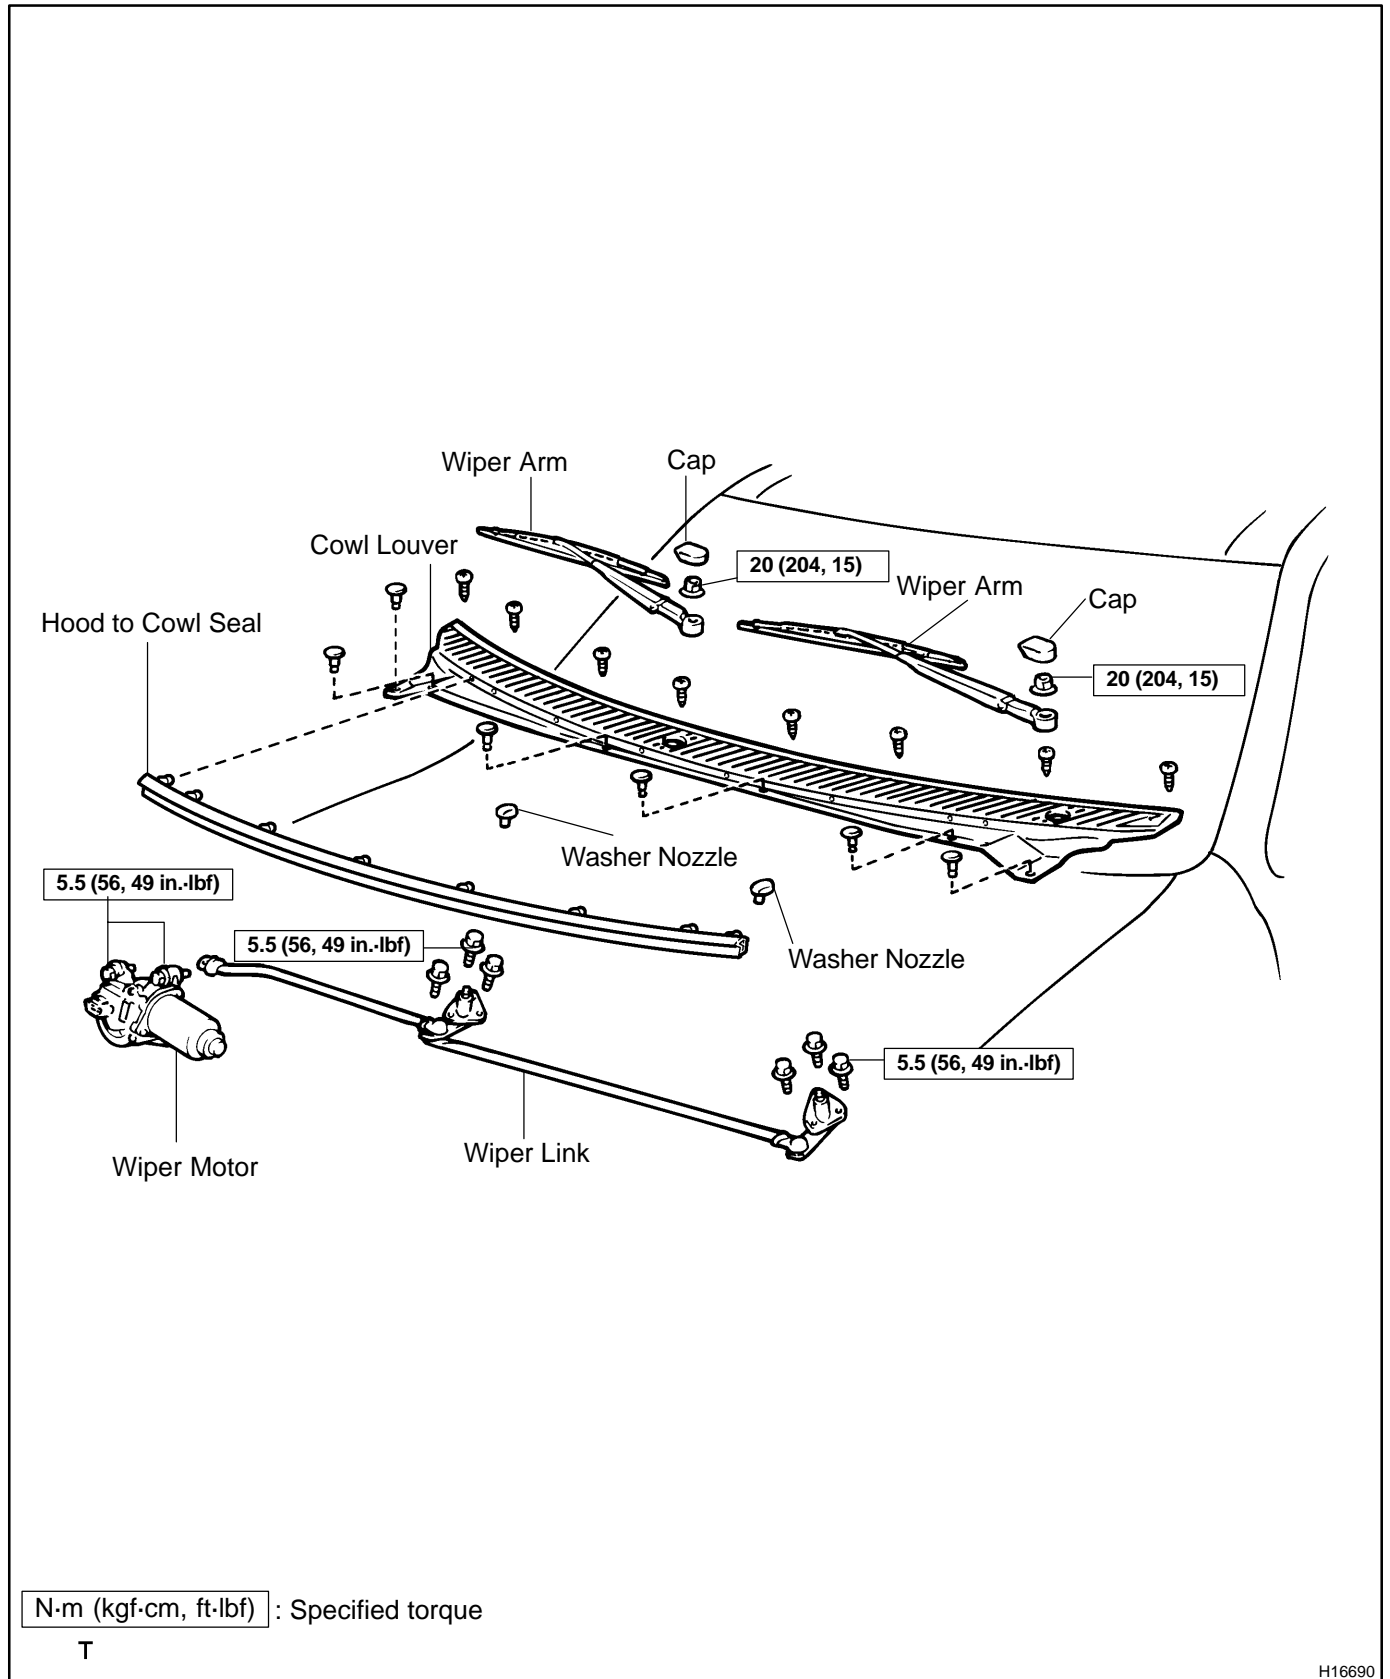 Wiper Arm
Cap
Cowl Louver
20 (204, 15)
Wiper Arm
Cap
Hood to Cowl Seal
20 (204, 15)
Washer Nozzle
5.5 (56, 49 in.·lbf)
5.5 (56, 49 in.·lbf)
Washer Nozzle
5.5 (56, 49 in.·lbf)
Wiper Motor
Wiper Link
N·m (kgf·cm, ft·lbf) : Specified torque
T
H16690